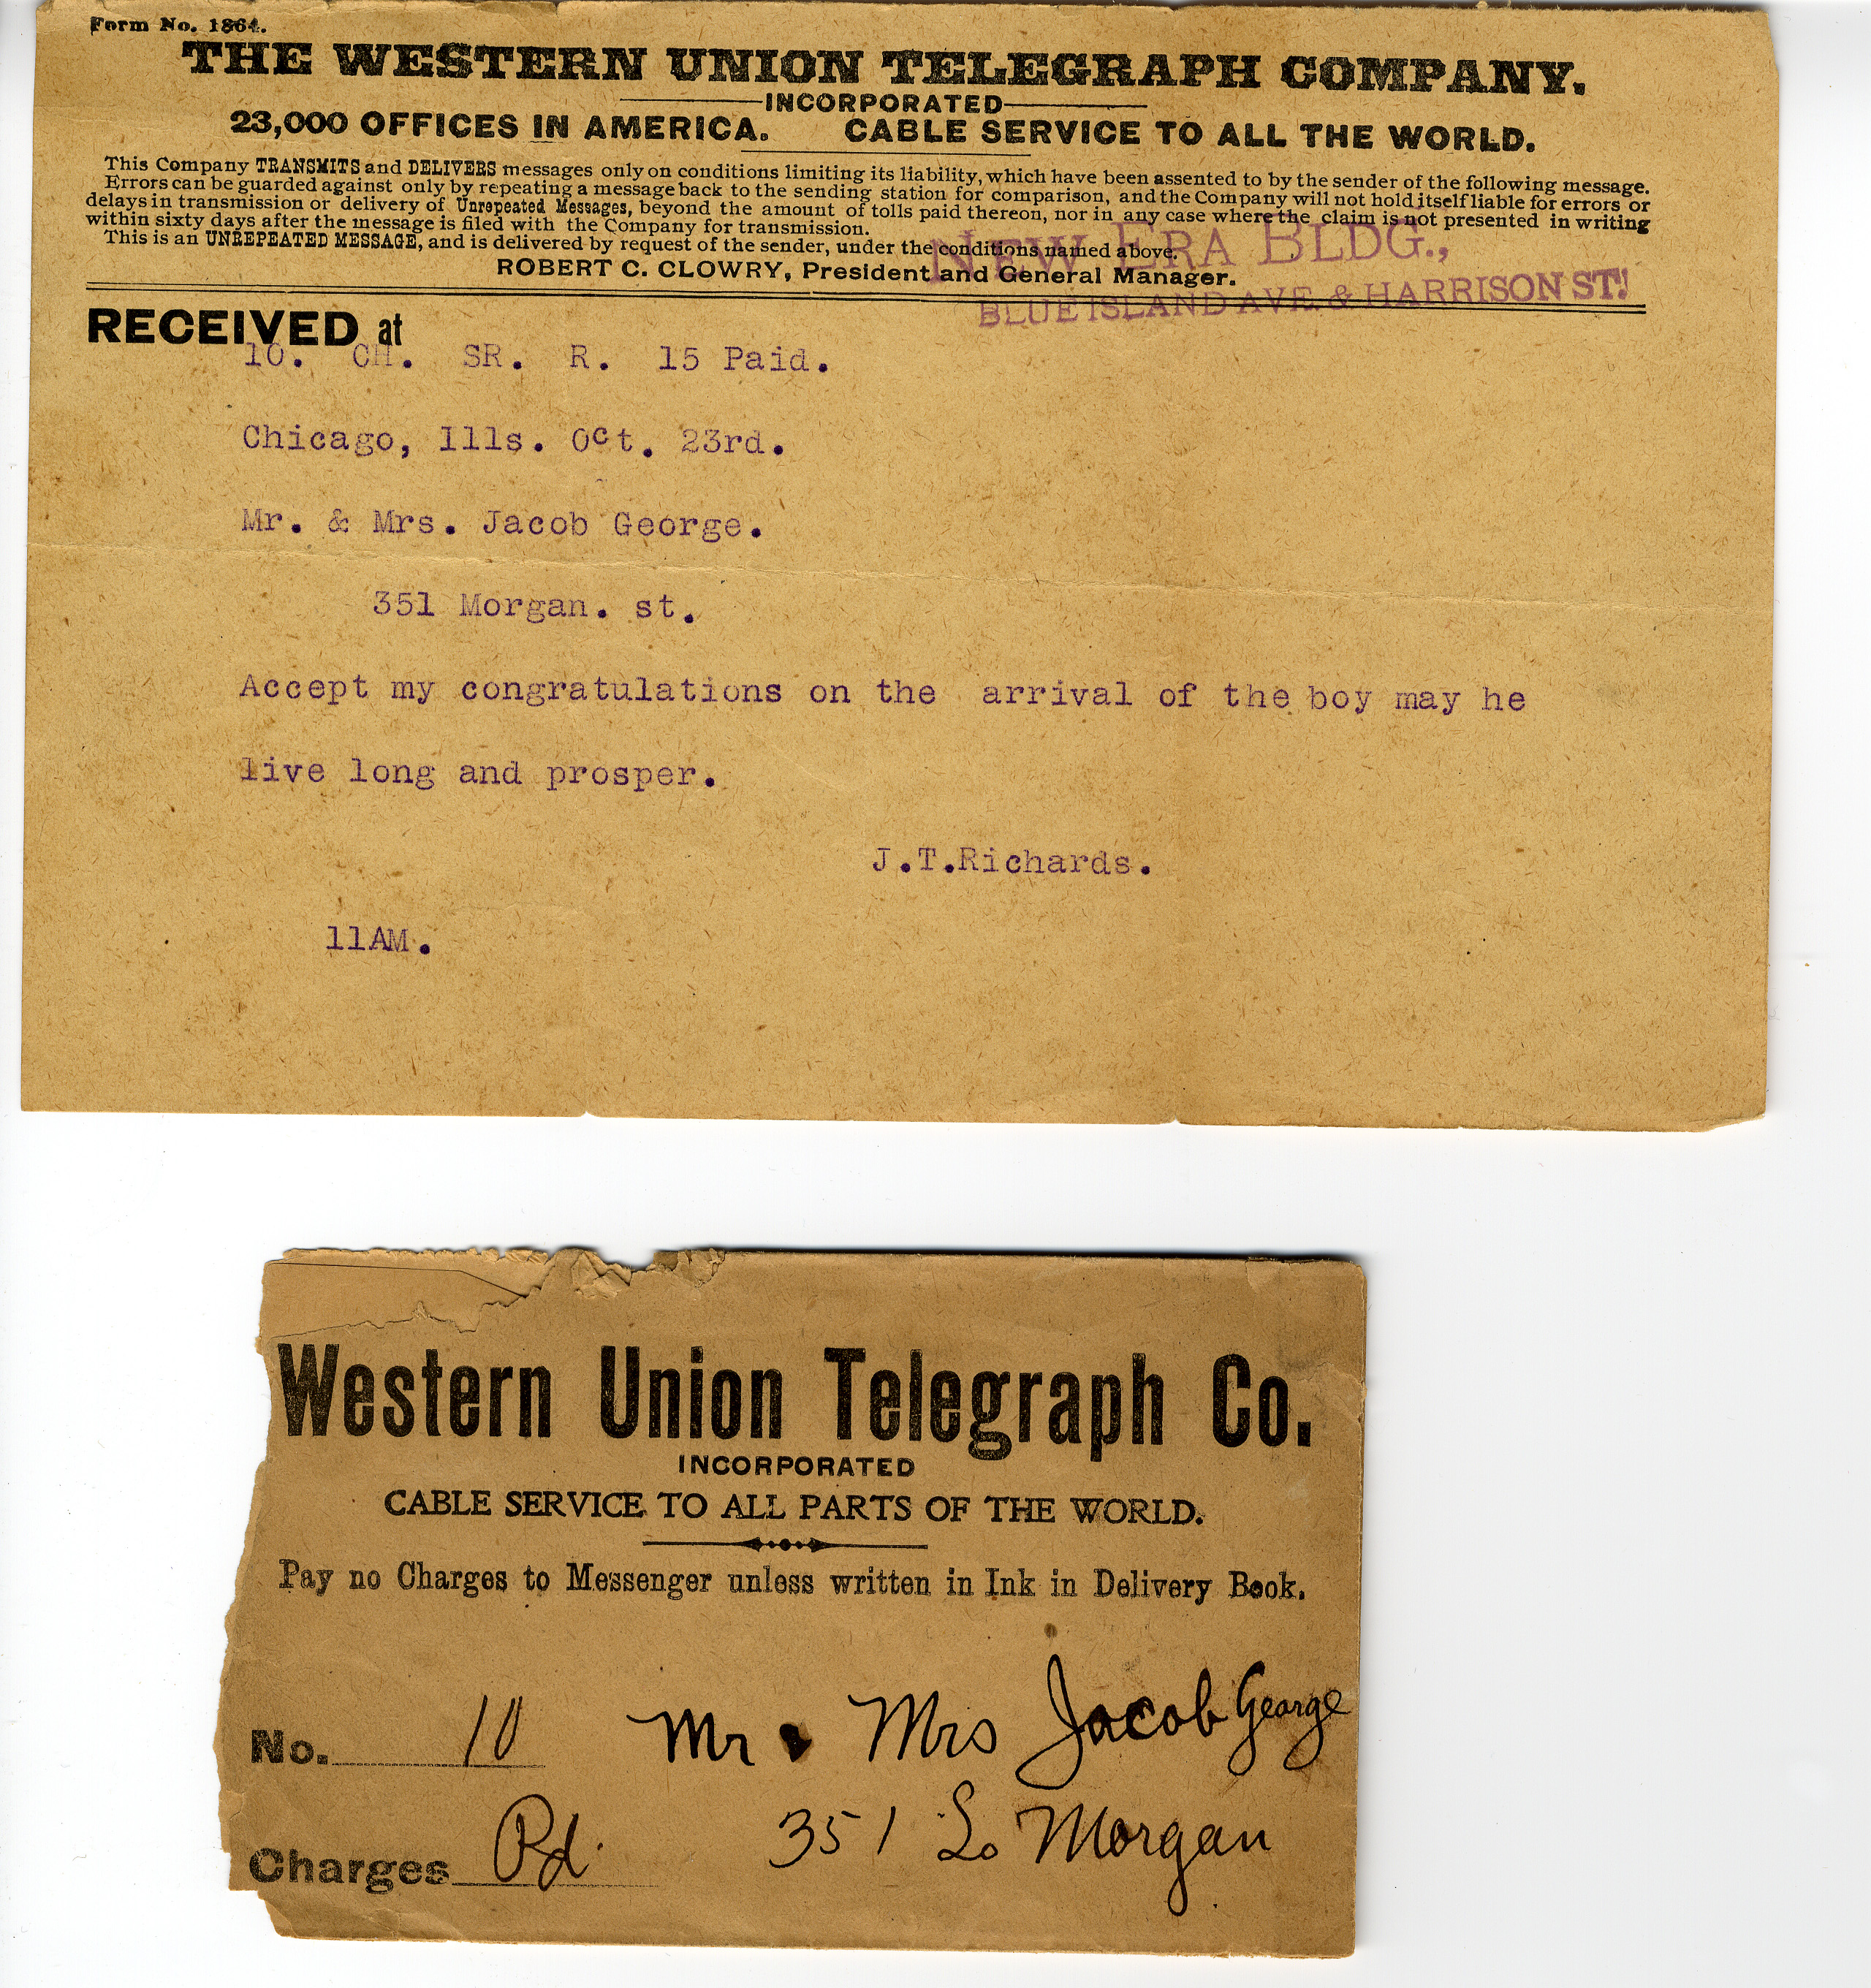 Form No. 1864.
THE WESTERN UNION TELEGRAPH COMPANY.
INCORPORATED
23,000 OFFICES IN AMERICA. CABLE SERVICE TO ALL THE WORLD.
This Company TRANSMITS and DELIVERS messages only on conditions limiting its liability, which have been assented to by the sender of the following message.
Errors can be guarded against only by repeating a message back to the sending station for comparison, and the Company will not hold itself liable for errors or
delays in transmission or delivery of Unrepeated Messages, beyond the amount of tolls paid thereon, nor in any case where the claim is not presented in writing
within sixty days after the message is filed with the Company for transmission.
This is an UNREPEATED MESSAGE, and is delivered by request of the sender, under the conditions named above.
ROBERT C. CLOWRY, President and General Manager.
NEW ERA BLDG.,
BLUE ISLAND AVE. & HARRISON ST.
RECEIVED at
10. CH. SR. R. 15 Paid.
Chicago, Ills. Oct. 23rd.
Mr. & Mrs. Jacob George.
351 Morgan. st.
Accept my congratulations on the arrival of the boy may he
live long and prosper.
J.T.Richards.
11AM.
Western Union Telegraph Co.
INCORPORATED
CABLE SERVICE TO ALL PARTS OF THE WORLD.
Pay no Charges to Messenger unless written in Ink in Delivery Book.
No. 10 Mr & Mrs Jacob George
Charges Pd. 351 So Morgan